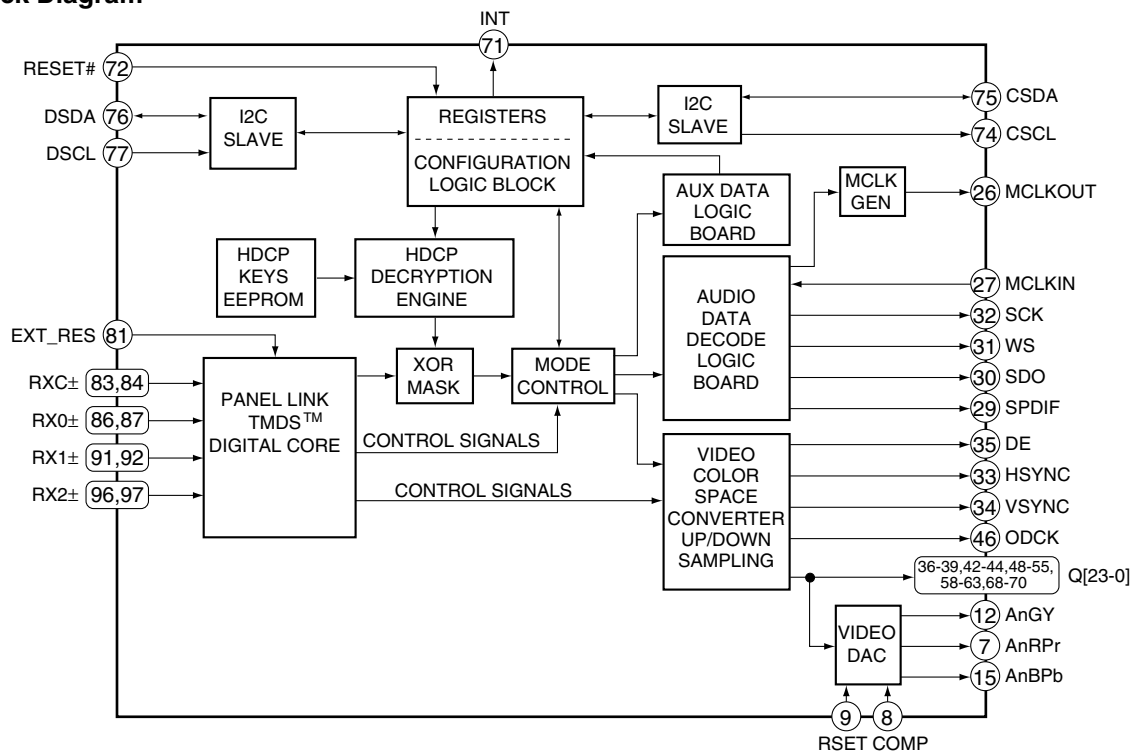 ck Diagram
INT
71
RESET# 72
DSDA 76
DSCL 77
I2C
SLAVE
REGISTERS
CONFIGURATION
LOGIC BLOCK
I2C
SLAVE
75 CSDA
74 CSCL
AUX DATA
LOGIC
BOARD
MCLK
GEN
26 MCLKOUT
HDCP
KEYS
EEPROM
HDCP
DECRYPTION
ENGINE
AUDIO
DATA
DECODE
LOGIC
BOARD
27 MCLKIN
32 SCK
31 WS
30 SDO
29 SPDIF
EXT_RES 81
RXC± 83,84
RX0± 86,87
RX1± 91,92
RX2± 96,97
PANEL LINK
TMDS™
DIGITAL CORE
XOR
MASK
MODE
CONTROL
CONTROL SIGNALS
CONTROL SIGNALS
VIDEO
COLOR
SPACE
CONVERTER
UP/DOWN
SAMPLING
35 DE
33 HSYNC
34 VSYNC
46 ODCK
36-39,42-44,48-55,
58-63,68-70
Q[23-0]
VIDEO
DAC
12 AnGY
7 AnRPr
15 AnBPb
9 8
RSET COMP